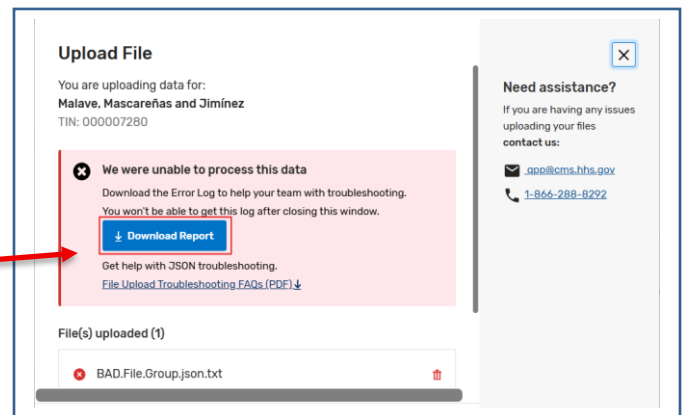 Upload File
You are uploading data for:
Malave, Mascareñas and Jimínez
TIN: 000007280
We were unable to process this data
Download the Error Log to help your team with troubleshooting.
You won't be able to get this log after closing this window.
Download Report
Get help with JSON troubleshooting.
File Upload Troubleshooting FAQs (PDF)
File(s) uploaded (1)
BAD.File.Group.json.txt
Need assistance?
If you are having any issues
uploading your files
contact us:
qpp@cms.hhs.gov
1-866-288-8292